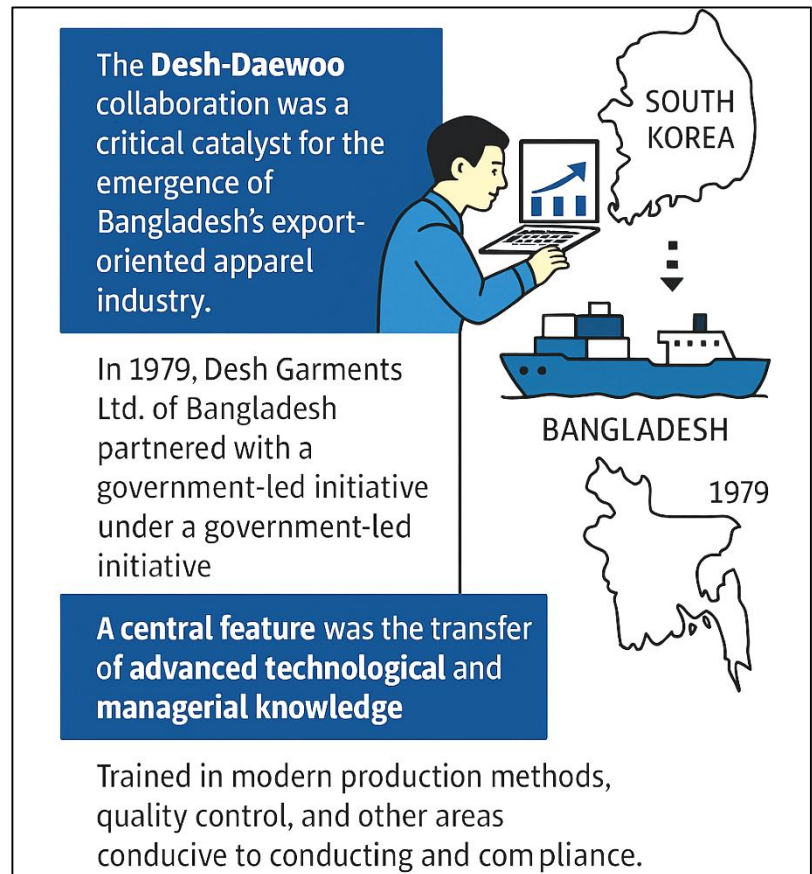 The Desh-Daewoo
collaboration was a
critical catalyst for the
emergence of
Bangladesh's export-
oriented apparel
industry.
SOUTH
KOREA
In 1979, Desh Garments
Ltd. of Bangladesh
partnered with a
government-led initiative
under a government-led
initiative
BANGLADESH
1979
A central feature was the transfer
of advanced technological and
managerial knowledge
Trained in modern production methods,
quality control, and other areas
conducive to conducting and compliance.